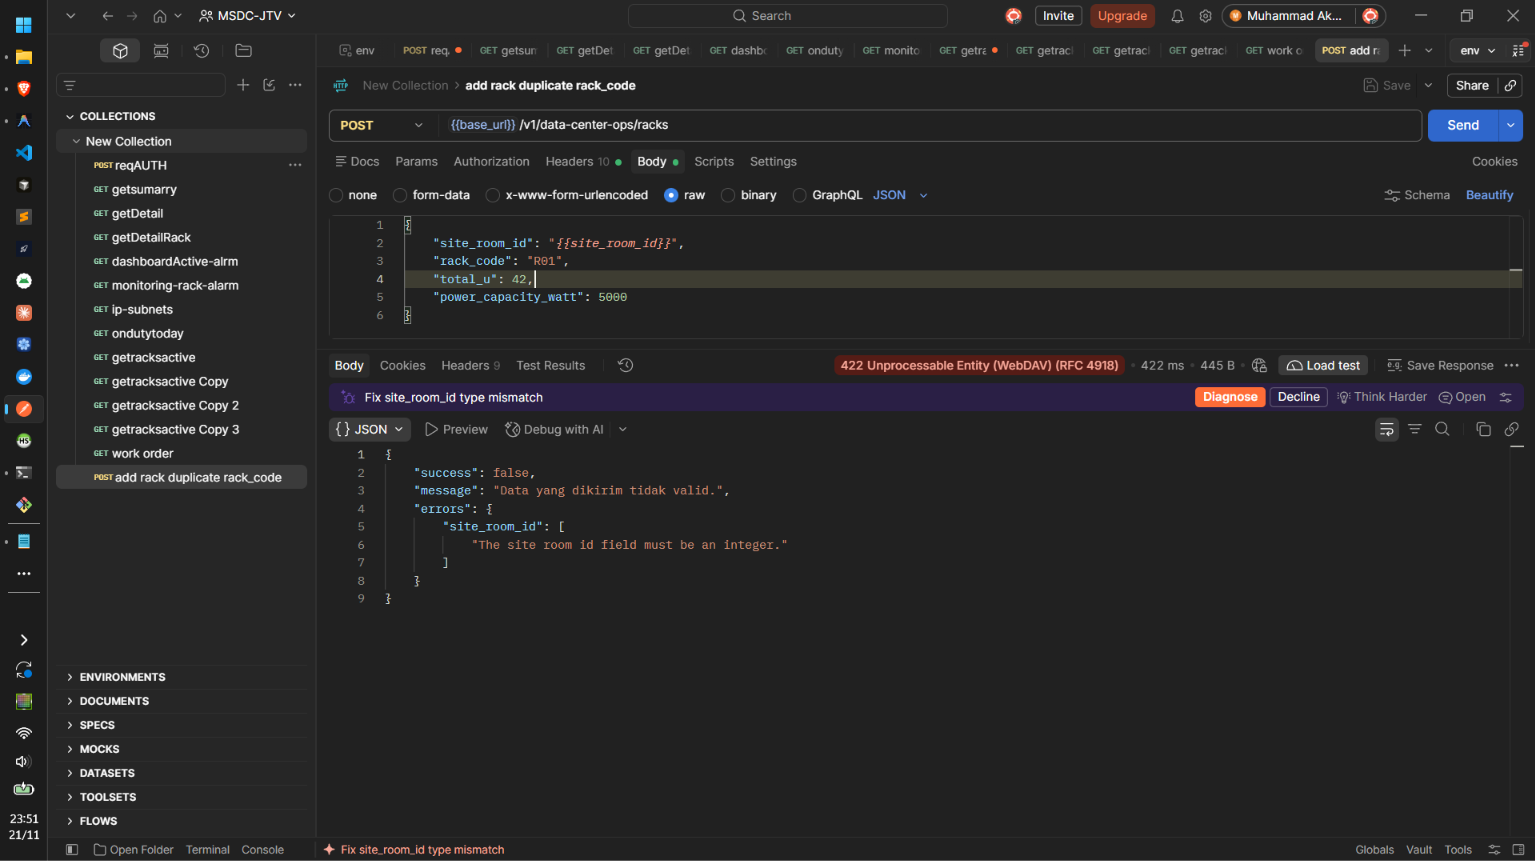 MSDC-JTV
Search
Invite
Upgrade
Muhammad Ak...
env
POST req.
GET getsum
GET getDet
GET getDet
GET dashbo
GET onduty
GET monito
GET getra
GET getrac
GET getrac
GET getrac
GET work o
POST add ra
env
New Collection > add rack duplicate rack_code
Save
Share
COLLECTIONS
New Collection
POST reqAUTH
GET getsumarry
GET getDetail
GET getDetailRack
GET dashboardActive-alrm
GET monitoring-rack-alarm
GET ip-subnets
GET ondutytoday
GET getracksactive
GET getracksactive Copy
GET getracksactive Copy 2
GET getracksactive Copy 3
GET work order
POST add rack duplicate rack_code
ENVIRONMENTS
DOCUMENTS
SPECS
MOCKS
DATASETS
TOOLSETS
FLOWS
POST
{{base_url}} /v1/data-center-ops/racks
Send
Docs
Params
Authorization
Headers 10
Body
Scripts
Settings
Cookies
none
form-data
x-www-form-urlencoded
raw
binary
GraphQL
JSON
Schema
Beautify
1 {
2 "site_room_id": "{{site_room_id}}",
3 "rack_code": "R01",
4 "total_u": 42,
5 "power_capacity_watt": 5000
6 }
Body
Cookies
Headers 9
Test Results
422 Unprocessable Entity (WebDAV) (RFC 4918)
422 ms
445 B
Load test
e.g. Save Response
Fix site_room_id type mismatch
Diagnose
Decline
Think Harder
Open
{} JSON
Preview
Debug with AI
1 {
2 "success": false,
3 "message": "Data yang dikirim tidak valid.",
4 "errors": {
5 "site_room_id": [
6 "The site room id field must be an integer."
7 ]
8 }
9 }
23:51
21/11
Open Folder
Terminal
Console
Fix site_room_id type mismatch
Globals
Vault
Tools